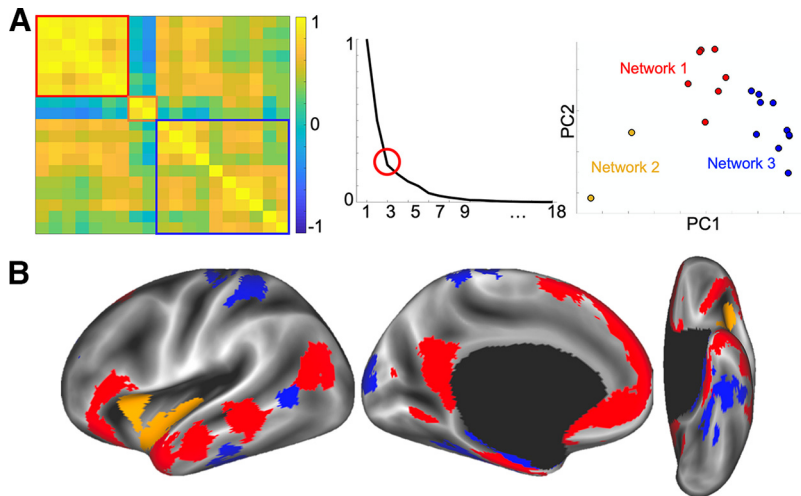 A
1
0
-1
1
0
1 3 5 7 9 ... 18
Network 1
Network 2
Network 3
PC2
PC1
B